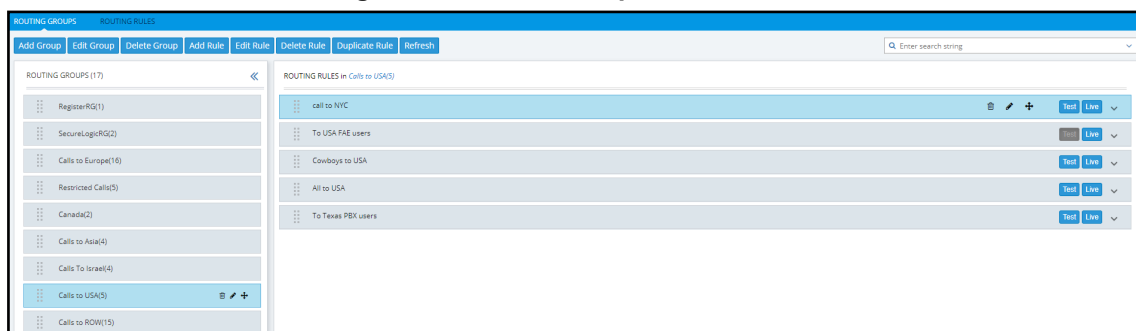 ROUTING GROUPS ROUTING RULES
Add Group Edit Group Delete Group Add Rule Edit Rule Delete Rule Duplicate Rule Refresh Enter search string
ROUTING GROUPS (17)
RegisterRG(1)
SecureLogicRG(2)
Calls to Europe(16)
Restricted Calls(5)
Canada(2)
Calls to Asia(4)
Calls To Israel(4)
Calls to USA(5)
Calls to ROW(15)
ROUTING RULES in Calls to USA(5)
call to NYC Test Live
To USA FAE users Test Live
Cowboys to USA Test Live
All to USA Test Live
To Texas PBX users Test Live